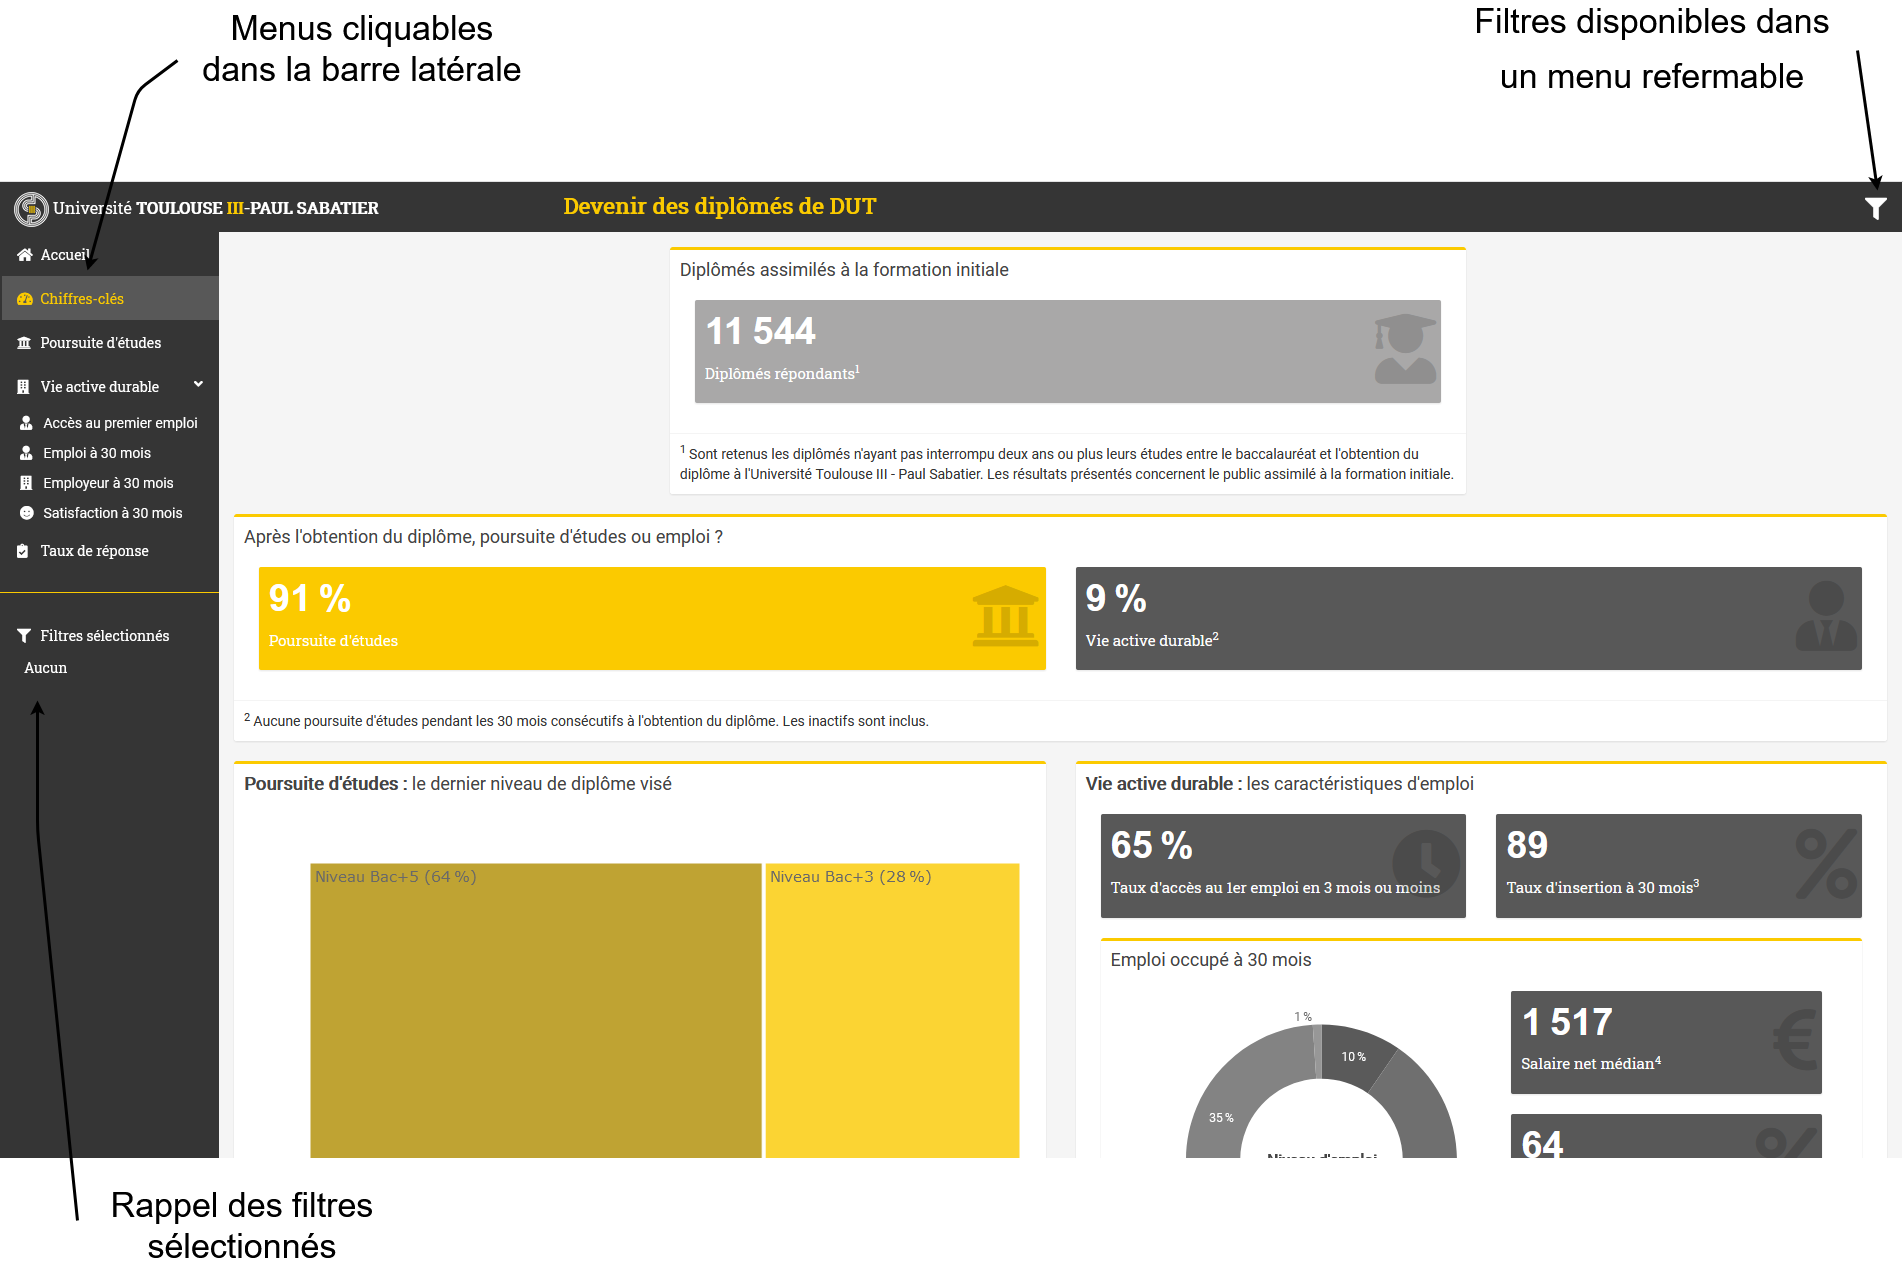 Menus cliquables
dans la barre latérale
Filtres disponibles dans
un menu refermable
Université TOULOUSE III-PAUL SABATIER
Devenir des diplômés de DUT
Accueil
Chiffres-clés
Poursuite d'études
Vie active durable
Accès au premier emploi
Emploi à 30 mois
Employeur à 30 mois
Satisfaction à 30 mois
Taux de réponse
Filtres sélectionnés
Aucun
Diplômés assimilés à la formation initiale
11 544
Diplômés répondants1
1 Sont retenus les diplômés n'ayant pas interrompu deux ans ou plus leurs études entre le baccalauréat et l'obtention du
diplôme à l'Université Toulouse III - Paul Sabatier. Les résultats présentés concernent le public assimilé à la formation initiale.
Après l'obtention du diplôme, poursuite d'études ou emploi ?
91 %
Poursuite d'études
9 %
Vie active durable2
2 Aucune poursuite d'études pendant les 30 mois consécutifs à l'obtention du diplôme. Les inactifs sont inclus.
Poursuite d'études : le dernier niveau de diplôme visé
Niveau Bac+5 (64 %)
Niveau Bac+3 (28 %)
Vie active durable : les caractéristiques d'emploi
65 %
Taux d'accès au 1er emploi en 3 mois ou moins
89
Taux d'insertion à 30 mois3
Emploi occupé à 30 mois
1 %
10 %
35 %
Niveau d'emploi
1 517
Salaire net médian4
64
Rappel des filtres
sélectionnés